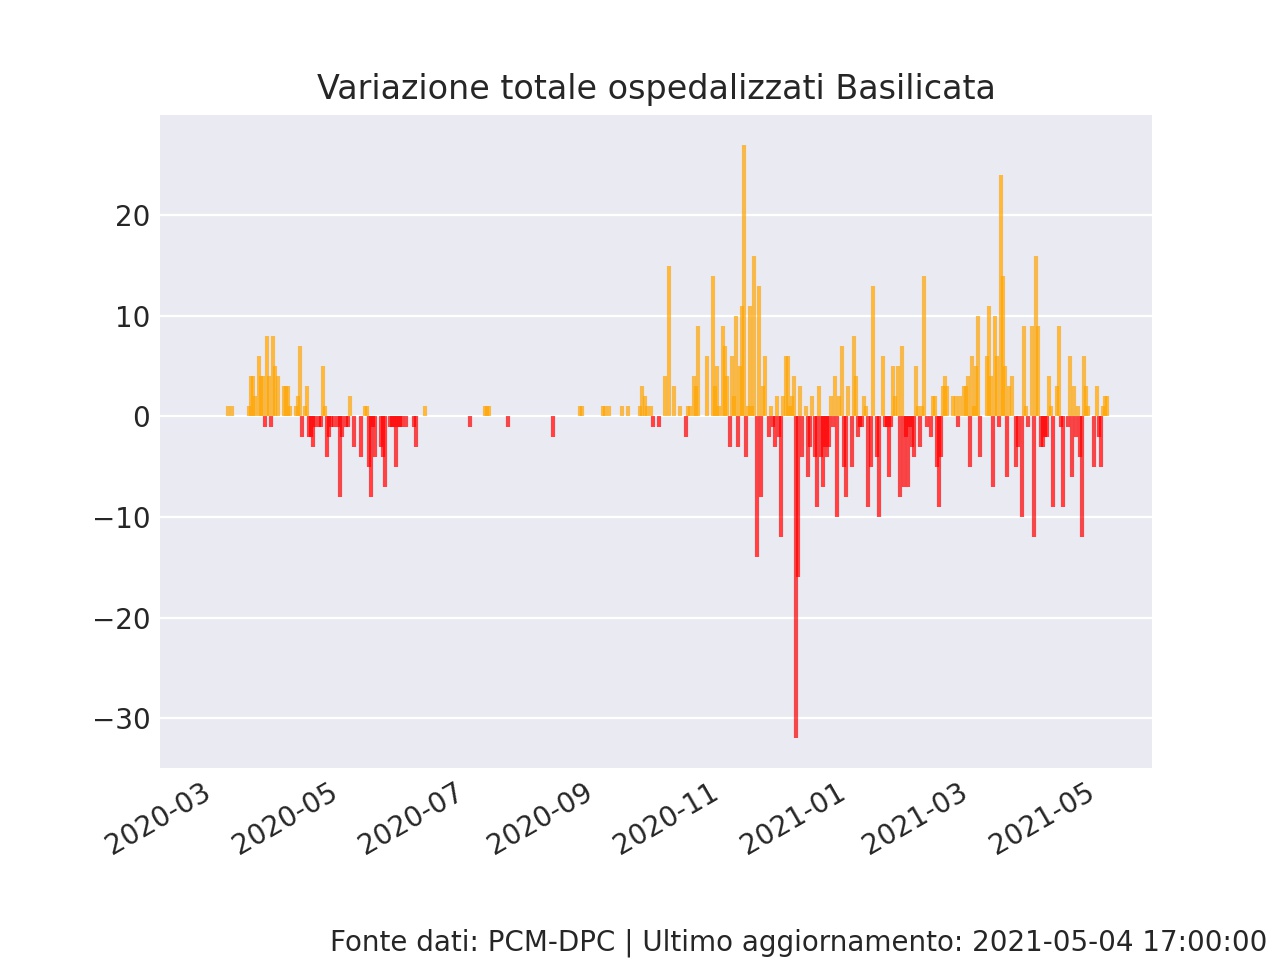 Variazione totale ospedalizzati Basilicata
20
10
0
−10
−20
−30
2020-03 2020-05 2020-07 2020-09 2020-11 2021-01 2021-03 2021-05
Fonte dati: PCM-DPC | Ultimo aggiornamento: 2021-05-04 17:00:00